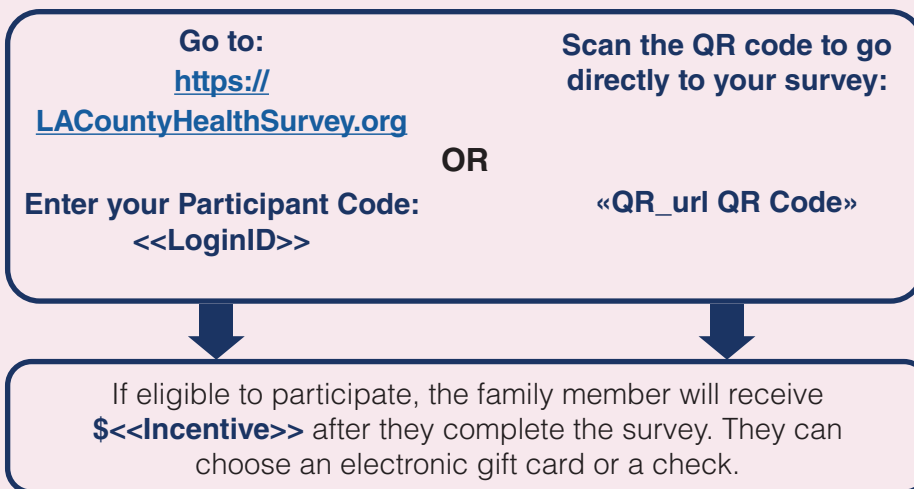 Go to:
https://
LACountyHealthSurvey.org
Enter your Participant Code:
<<LoginID>>
OR
Scan the QR code to go
directly to your survey:
«QR_url QR Code»
If eligible to participate, the family member will receive
$<<Incentive>> after they complete the survey. They can
choose an electronic gift card or a check.